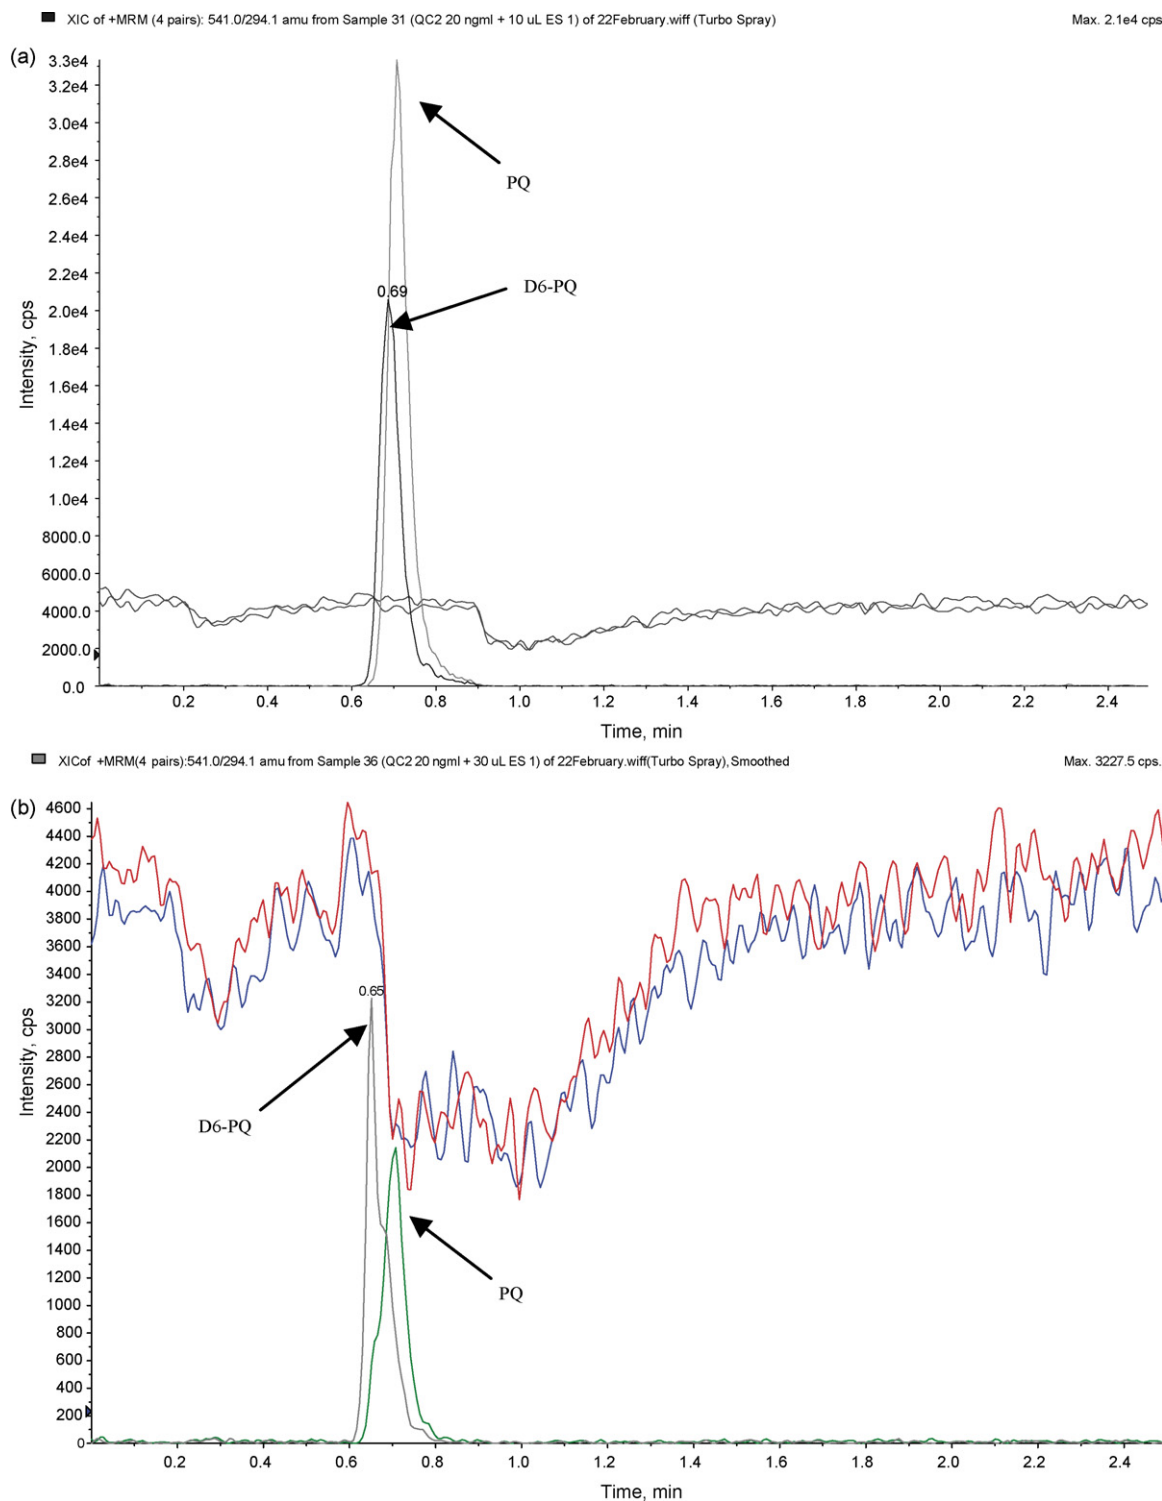 XIC of +MRM (4 pairs): 541.0/294.1 amu from Sample 31 (QC2 20 ngml + 10 uL ES 1) of 22February.wiff (Turbo Spray) Max. 2.1e4 cps
(a)
3.3e4
3.2e4
3.0e4
2.8e4
2.6e4
2.4e4
2.2e4
2.0e4
1.8e4
1.6e4
1.4e4
1.2e4
1.0e4
8000.0
6000.0
4000.0
2000.0
0.0
Intensity, cps
PQ
D6-PQ
0.69
0.2 0.4 0.6 0.8 1.0 1.2 1.4 1.6 1.8 2.0 2.2 2.4
Time, min
XICof +MRM(4 pairs):541.0/294.1 amu from Sample 36 (QC2 20 ngml + 30 uL ES 1) of 22February.wiff(Turbo Spray), Smoothed Max. 3227.5 cps.
(b)
4600
4400
4200
4000
3800
3600
3400
3200
3000
2800
2600
2400
2200
2000
1800
1600
1400
1200
1000
800
600
400
200
0
Intensity, cps
0.65
D6-PQ
PQ
0.2 0.4 0.6 0.8 1.0 1.2 1.4 1.6 1.8 2.0 2.2 2.4
Time, min